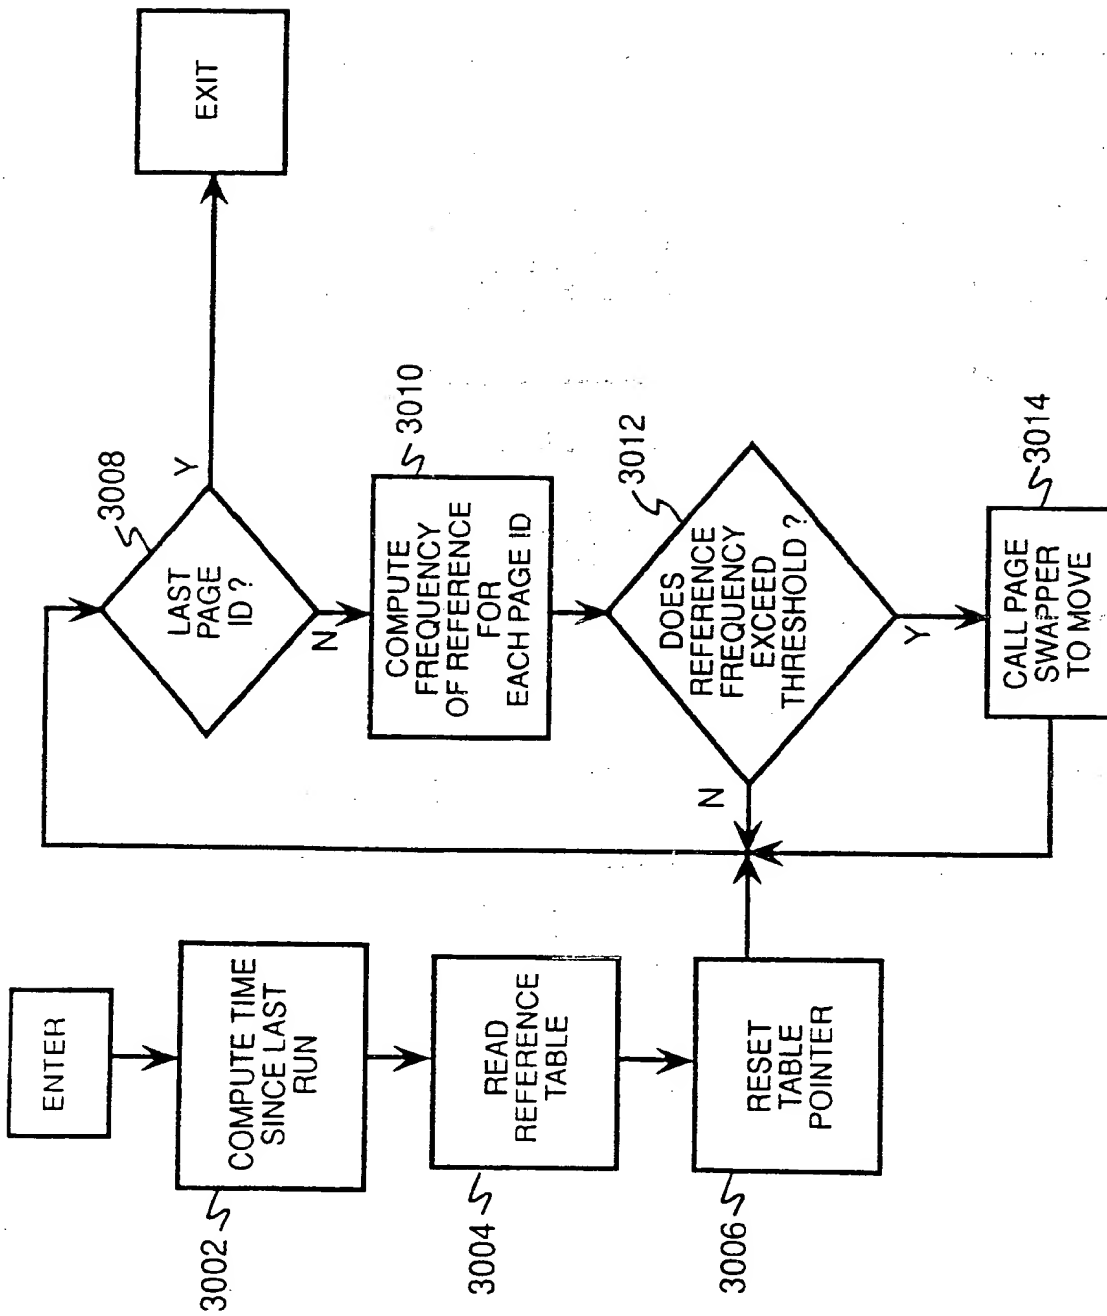 ENTER
COMPUTE TIME
SINCE LAST
RUN
3002
READ
REFERENCE
TABLE
3004
RESET
TABLE
POINTER
3006
LAST
PAGE
ID ?
3008
Y
N
EXIT
COMPUTE
FREQUENCY
OF REFERENCE
FOR
EACH PAGE ID
3010
DOES
REFERENCE
FREQUENCY
EXCEED
THRESHOLD ?
3012
N
Y
CALL PAGE
SWAPPER
TO MOVE
3014